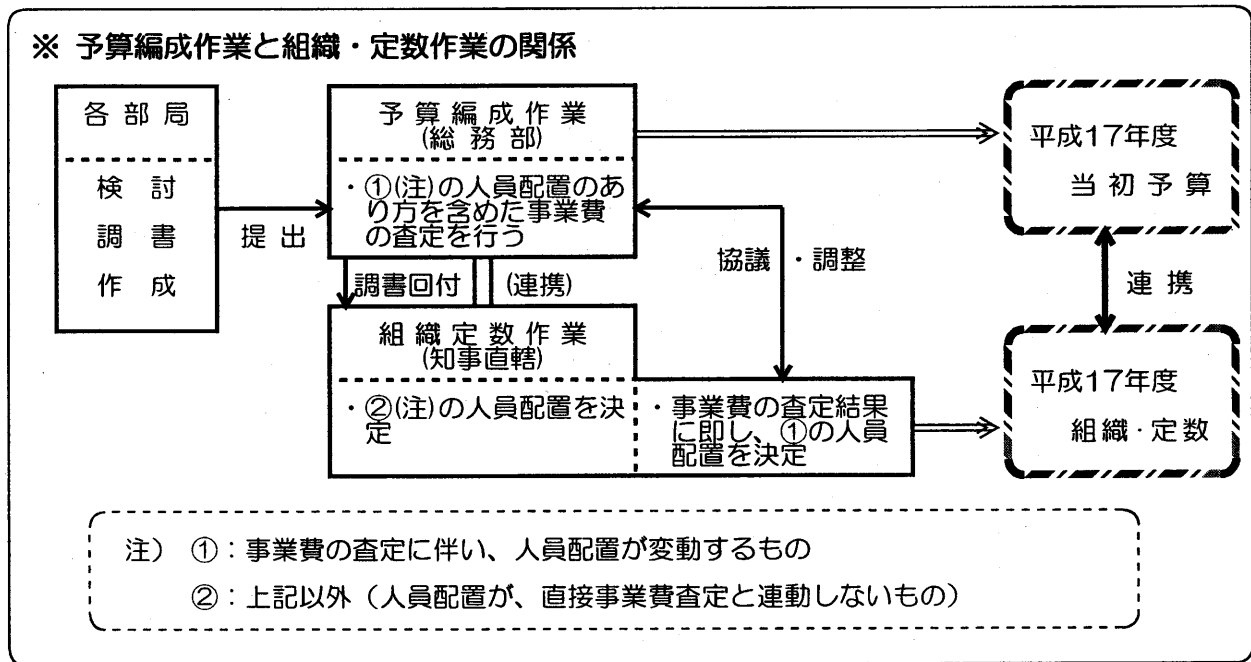 ※ 予算編成作業と組織・定数作業の関係
各部局
検討
調書
作成
提出
予算編成作業
(総務部)
・①(注)の人員配置のあ
り方を含めた事業費
の査定を行う
調書回付
(連携)
組織定数作業
(知事直轄)
・②(注)の人員配置を決
定
・事業費の査定結果
に即し、①の人員
配置を決定
協議・調整
平成17年度
当初予算
連携
平成17年度
組織・定数
注) ①:事業費の査定に伴い、人員配置が変動するもの
②:上記以外(人員配置が、直接事業費査定と連動しないもの)